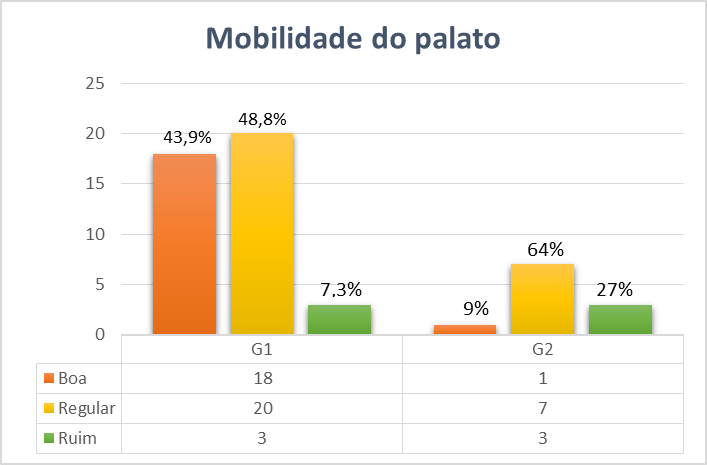 Mobilidade do palato
25
20
15
10
5
0
43,9%
48,8%
7,3%
9%
64%
27%
G1 G2
Boa 18 1
Regular 20 7
Ruim 3 3